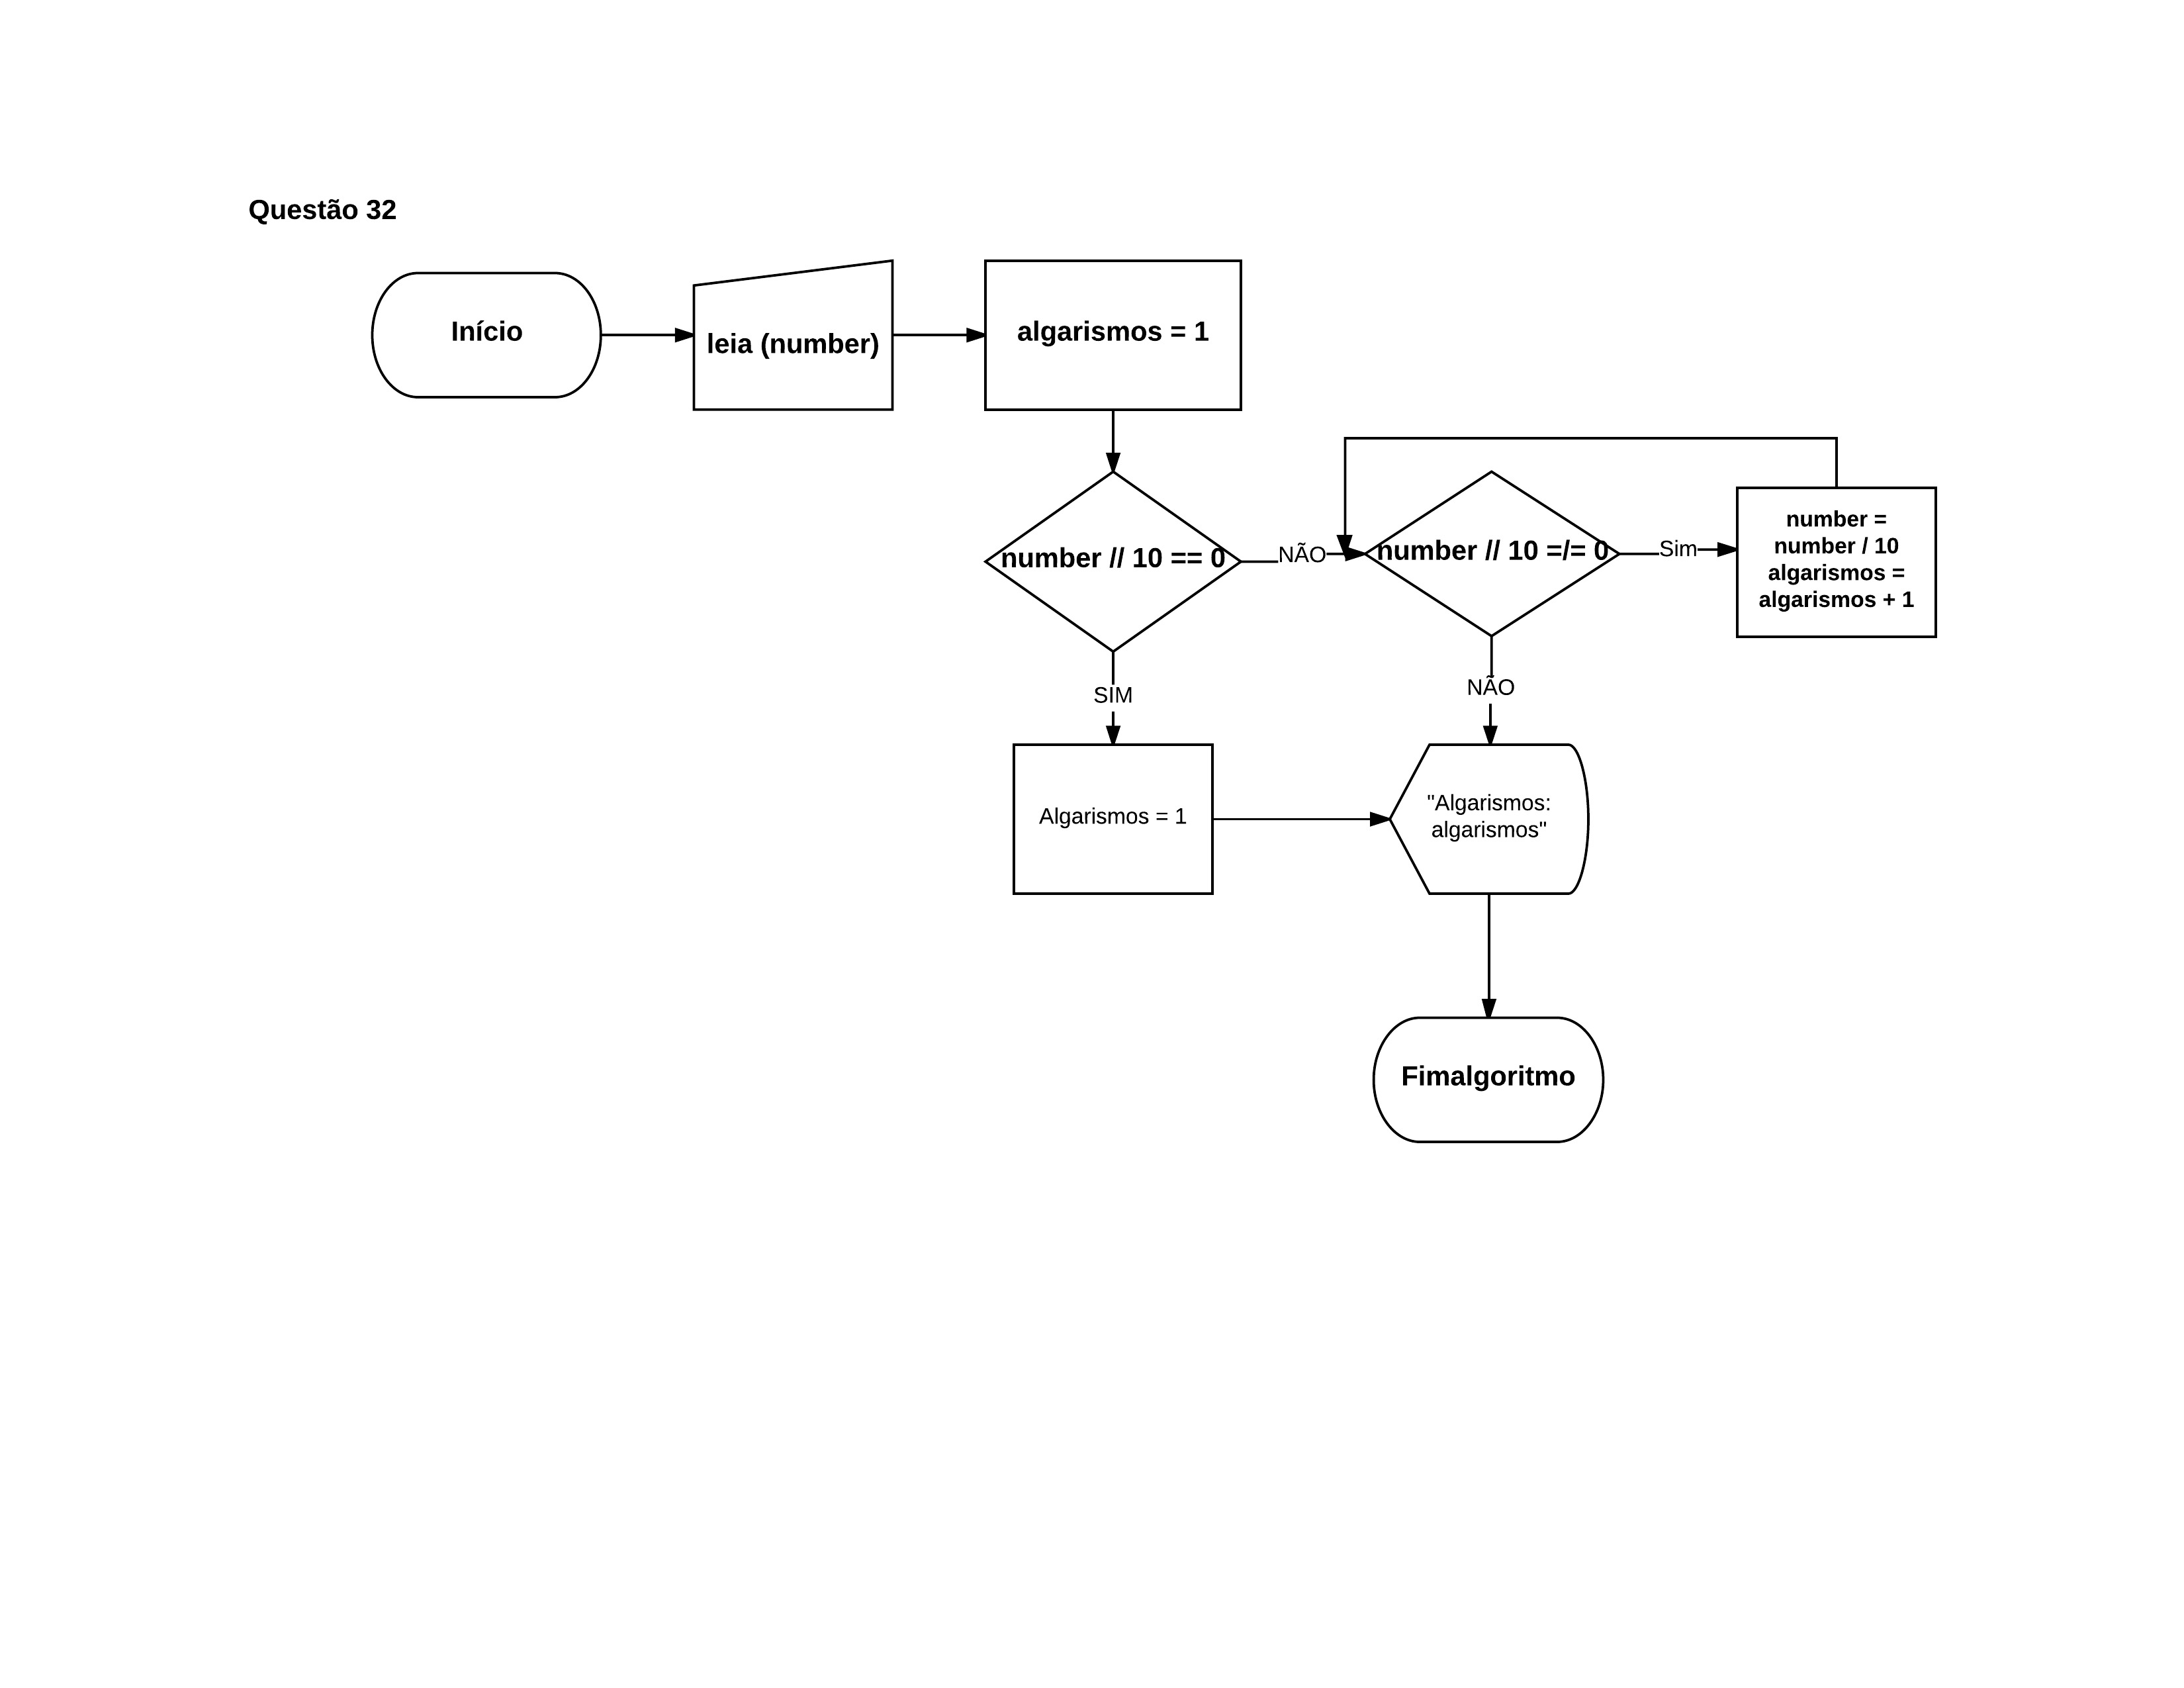 Questão 32
Início
leia (number)
algarismos = 1
number // 10 == 0
NÃO
number // 10 =/= 0
Sim
number =
number / 10
algarismos =
algarismos + 1
SIM
NÃO
Algarismos = 1
"Algarismos:
algarismos"
Fimalgoritmo